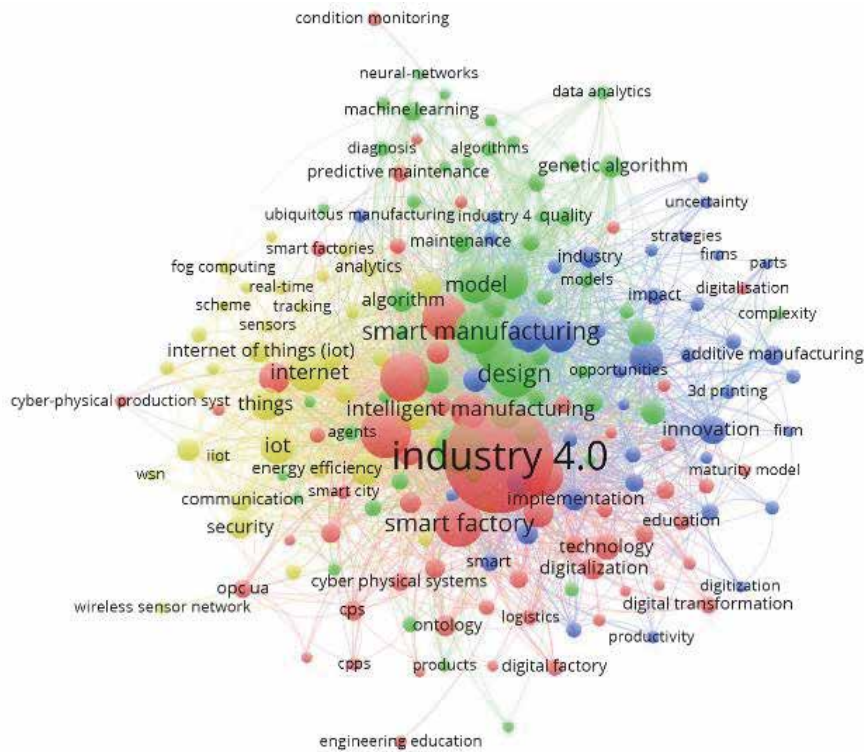 condition monitoring
neural-networks
data analytics
machine learning
diagnosis
algorithms
predictive maintenance
genetic algorithm
uncertainty
ubiquitous manufacturing
industry 4
quality
strategies
smart factories
maintenance
industry
firms
fog computing
analytics
parts
real-time
model
models
digitalisation
scheme
tracking
algorithm
impact
complexity
sensors
smart manufacturing
internet of things (iot)
additive manufacturing
internet
design
opportunities
3d printing
cyber-physical production syst
things
intelligent manufacturing
innovation
firm
agents
iot
industry 4.0
iiot
energy efficiency
maturity model
wsn
smart city
communication
implementation
security
smart factory
education
technology
smart
digitalization
cyber physical systems
opc ua
digitization
wireless sensor network
cps
logistics
digital transformation
ontology
productivity
cpps
products
digital factory
engineering education